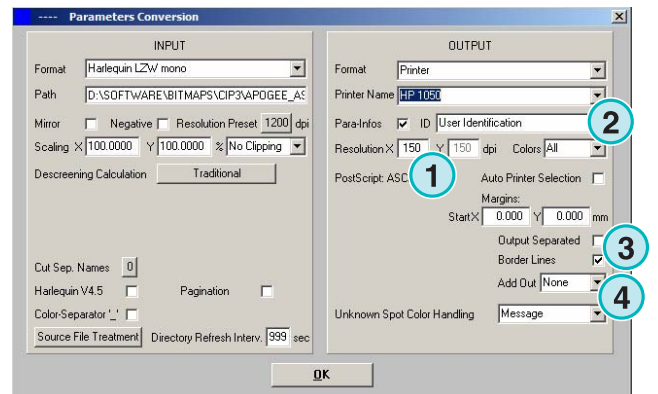 ---- Parameters Conversion
INPUT
Format Harlequin LZW mono
Path D:\SOFTWARE\BITMAPS\CIP3\APOGEE_AS
Mirror Negative Resolution Preset 1200 dpi
Scaling X 100.0000 Y 100.0000 % No Clipping
Descreening Calculation Traditional
Cut Sep. Names 0
Harlequin V4.5 Pagination
Color-Separator '_'
Source File Treatment Directory Refresh Interv. 999 sec
OUTPUT
Format Printer
Printer Name HP 1050
Para-Infos ID User Identification 2
Resolution X 150 Y 150 dpi Colors All
PostScript: ASC 1 Auto Printer Selection
Margins:
Start X 0.000 Y 0.000 mm
Output Separated 3
Border Lines
Add Out None 4
Unknown Spot Color Handling Message
OK